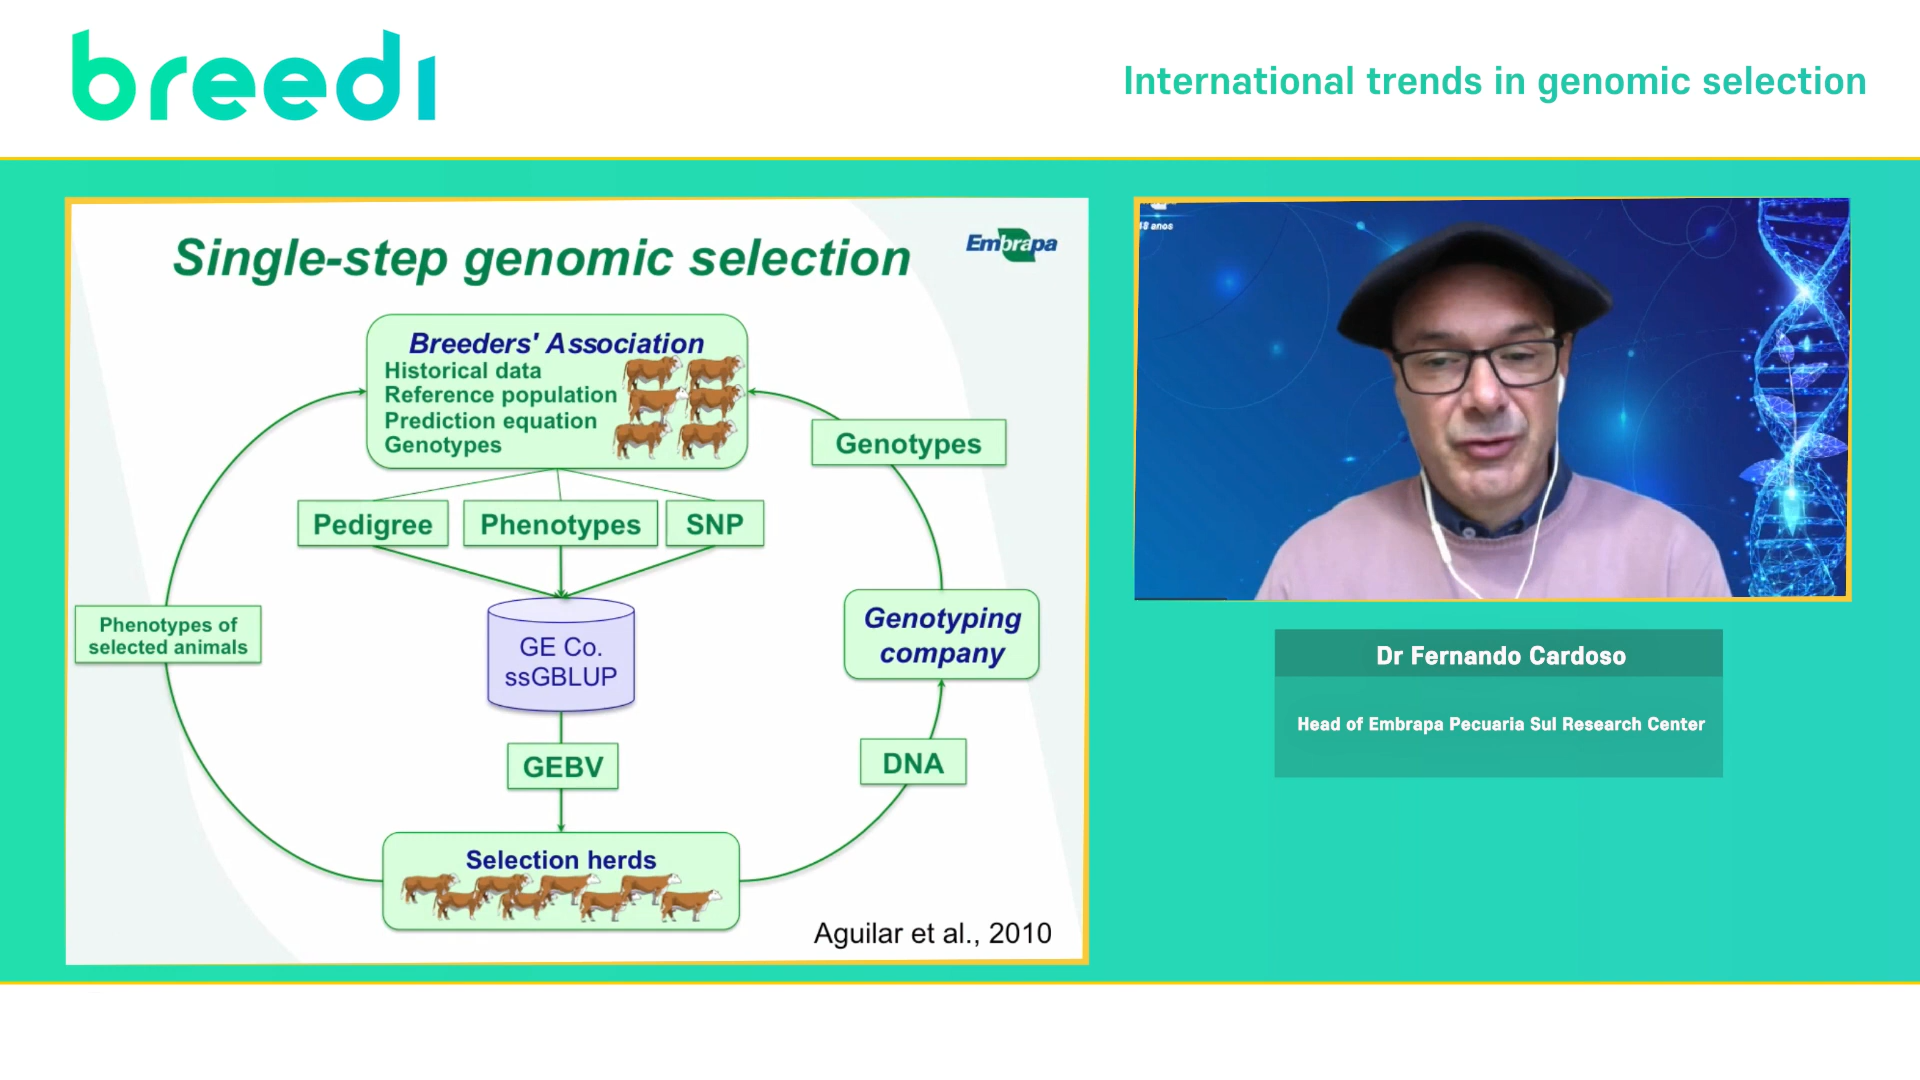 breedi
International trends in genomic selection
Single-step genomic selection
Embrapa
Breeders' Association
Historical data
Reference population
Prediction equation
Genotypes
Genotypes
Pedigree
Phenotypes
SNP
Phenotypes of
selected animals
GE Co.
ssGBLUP
Genotyping
company
GEBV
DNA
Selection herds
Aguilar et al., 2010
anos
Dr Fernando Cardoso
Head of Embrapa Pecuaria Sul Research Center